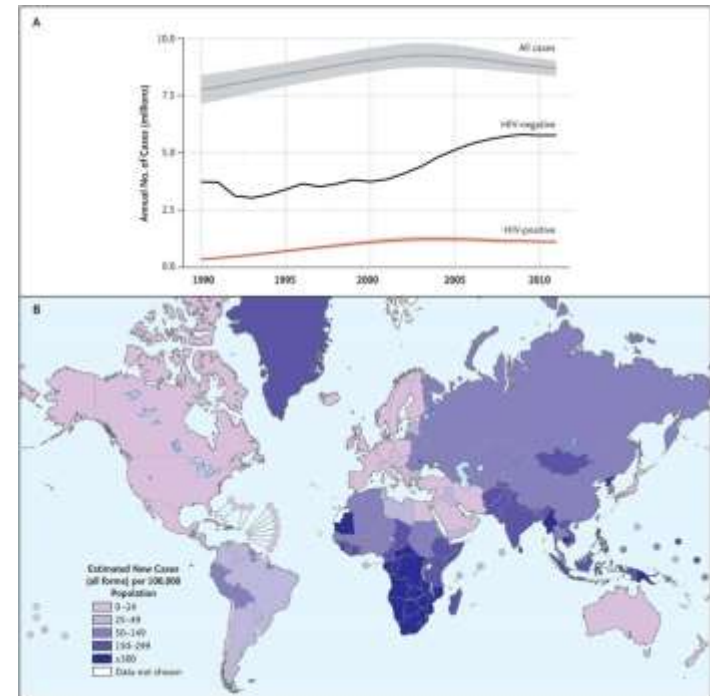 A
10.0
7.5
5.0
2.5
0.0
Annual No. of Cases (millions)
All cases
HIV-negative
HIV-positive
1990
1995
2000
2005
2010
B
Estimated New Cases
(all forms) per 100,000
Population
0–24
25–49
50–149
150–299
≥300
Data not shown